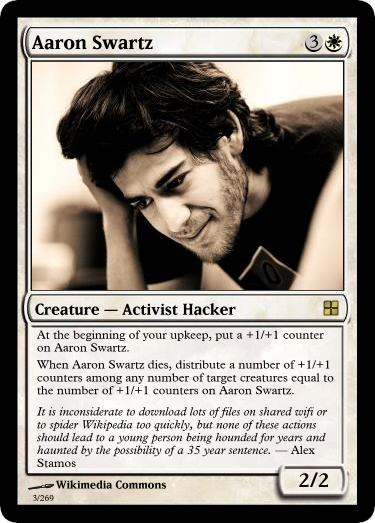 Aaron Swartz 3
Creature — Activist Hacker
At the beginning of your upkeep, put a +1/+1 counter
on Aaron Swartz.
When Aaron Swartz dies, distribute a number of +1/+1
counters among any number of target creatures equal to
the number of +1/+1 counters on Aaron Swartz.
It is inconsiderate to download lots of files on shared wifi or
to spider Wikipedia too quickly, but none of these actions
should lead to a young person being hounded for years and
haunted by the possibility of a 35 year sentence. — Alex
Stamos
2/2
Wikimedia Commons
3/269